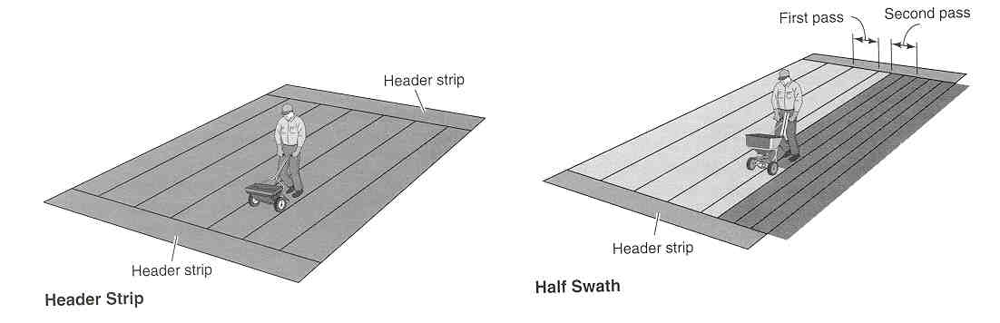 Header strip
Header strip
Header Strip
First pass
Second pass
Header strip
Half Swath